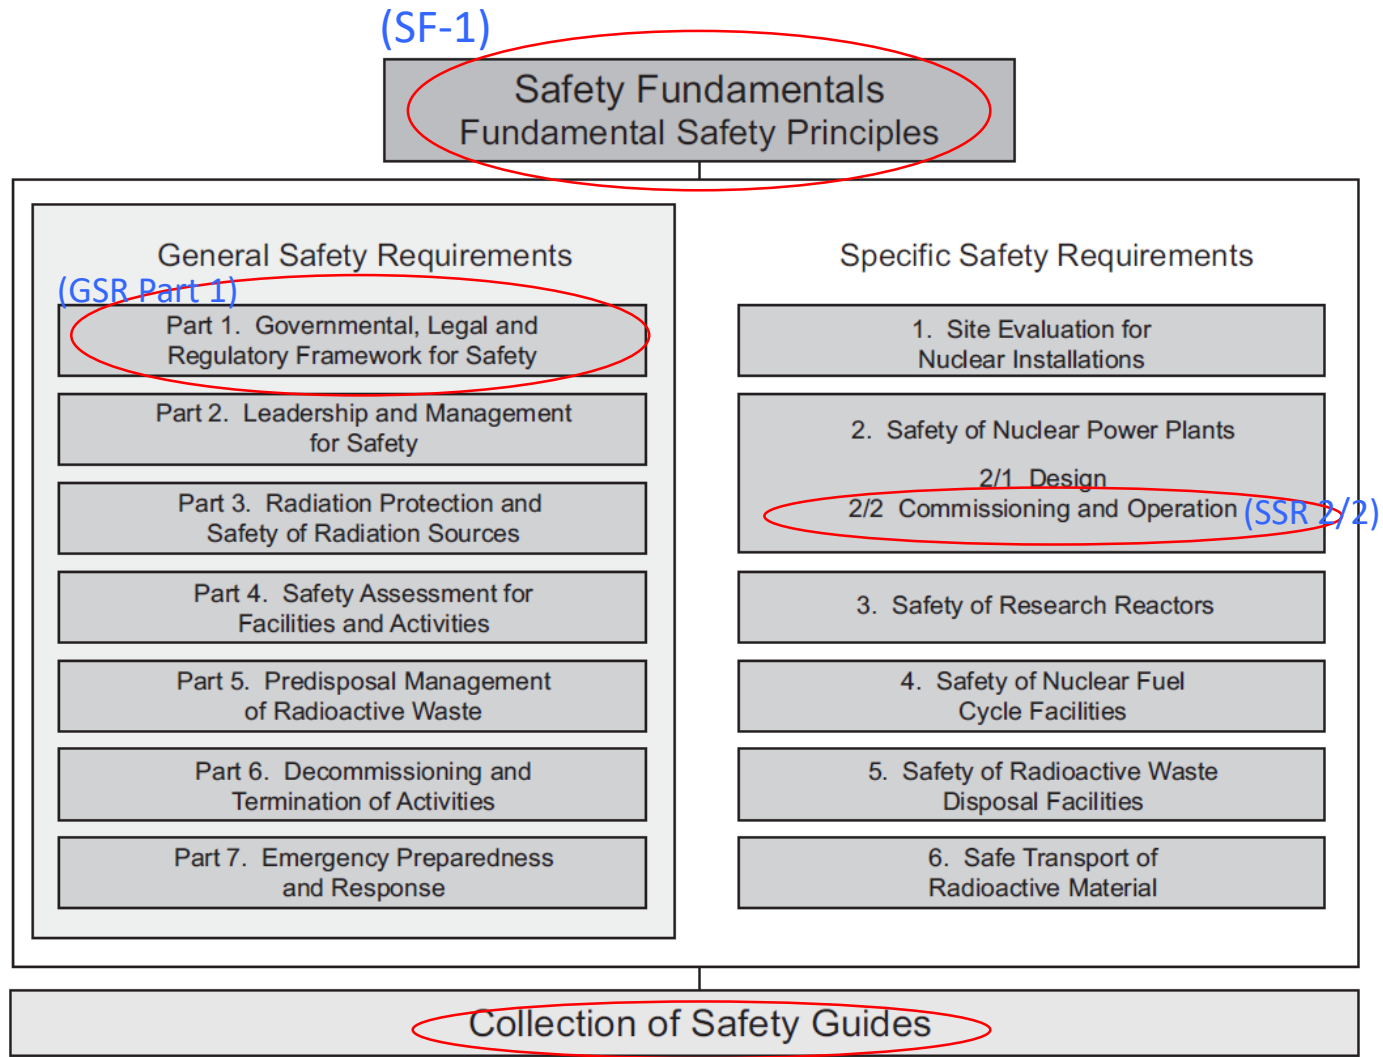 (SF-1)
Safety Fundamentals
Fundamental Safety Principles
General Safety Requirements
(GSR Part 1)
Part 1. Governmental, Legal and
Regulatory Framework for Safety
Part 2. Leadership and Management
for Safety
Part 3. Radiation Protection and
Safety of Radiation Sources
Part 4. Safety Assessment for
Facilities and Activities
Part 5. Predisposal Management
of Radioactive Waste
Part 6. Decommissioning and
Termination of Activities
Part 7. Emergency Preparedness
and Response
Specific Safety Requirements
1. Site Evaluation for
Nuclear Installations
2. Safety of Nuclear Power Plants
2/1 Design
2/2 Commissioning and Operation (SSR 2/2)
3. Safety of Research Reactors
4. Safety of Nuclear Fuel
Cycle Facilities
5. Safety of Radioactive Waste
Disposal Facilities
6. Safe Transport of
Radioactive Material
Collection of Safety Guides